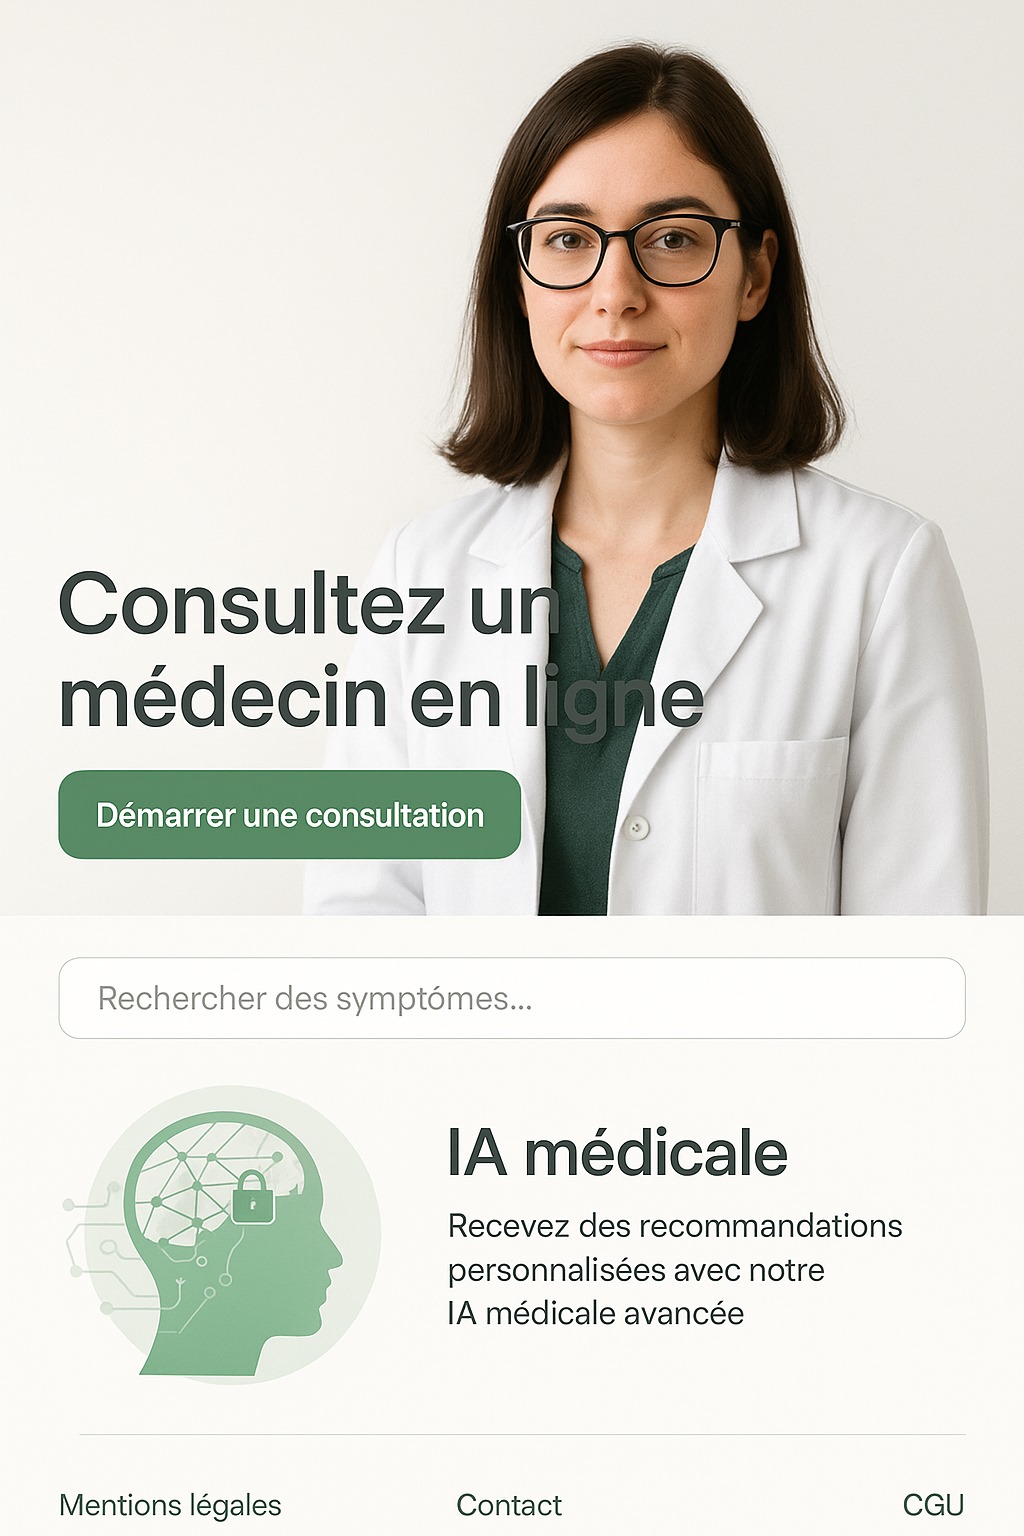 Consultez un
médecin en ligne
Démarrer une consultation
Rechercher des symptómes...
IA médicale
Recevez des recommandations
personnalisées avec notre
IA médicale avancée
Mentions légales
Contact
CGU